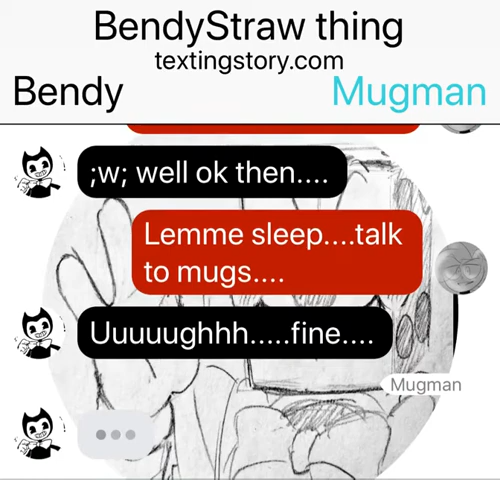 BendyStraw thing
textingstory.com
Bendy
Mugman
;w; well ok then....
Lemme sleep....talk
to mugs....
Uuuuughhh.....fine....
Mugman